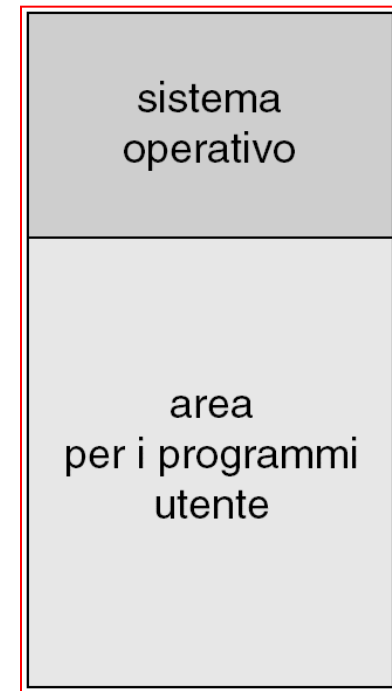 sistema
operativo
area
per i programmi
utente